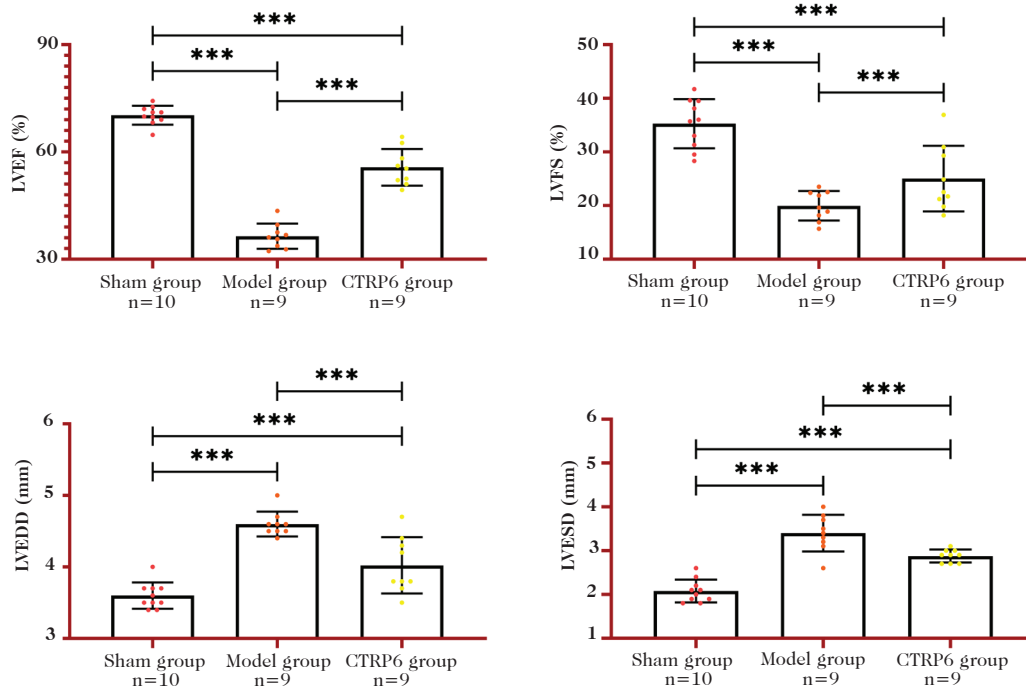 ***
***
***
90
60
30
LVEF (%)
Sham group
n=10
Model group
n=9
CTRP6 group
n=9
***
***
***
50
40
30
20
10
LVFS (%)
Sham group
n=10
Model group
n=9
CTRP6 group
n=9
***
***
***
6
5
4
3
LVEDD (mm)
Sham group
n=10
Model group
n=9
CTRP6 group
n=9
***
***
***
6
5
4
3
2
1
LVESD (mm)
Sham group
n=10
Model group
n=9
CTRP6 group
n=9